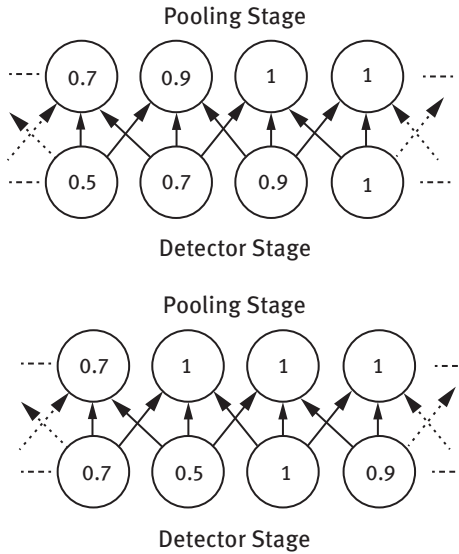 Pooling Stage
0.7 0.9 1 1
0.5 0.7 0.9 1
Detector Stage
Pooling Stage
0.7 1 1 1
0.7 0.5 1 0.9
Detector Stage